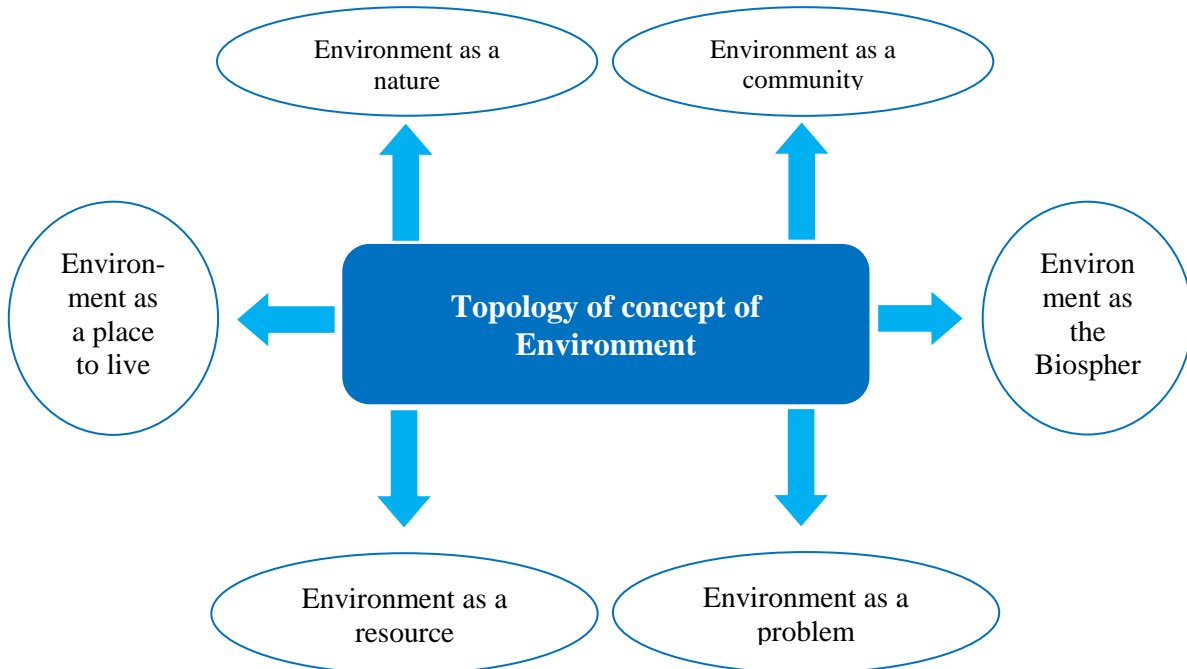 Environment as a
nature
Environment as a
community
Environ-
ment as
a place
to live
Topology of concept of
Environment
Environ
ment as
the
Biospher
Environment as a
resource
Environment as a
problem